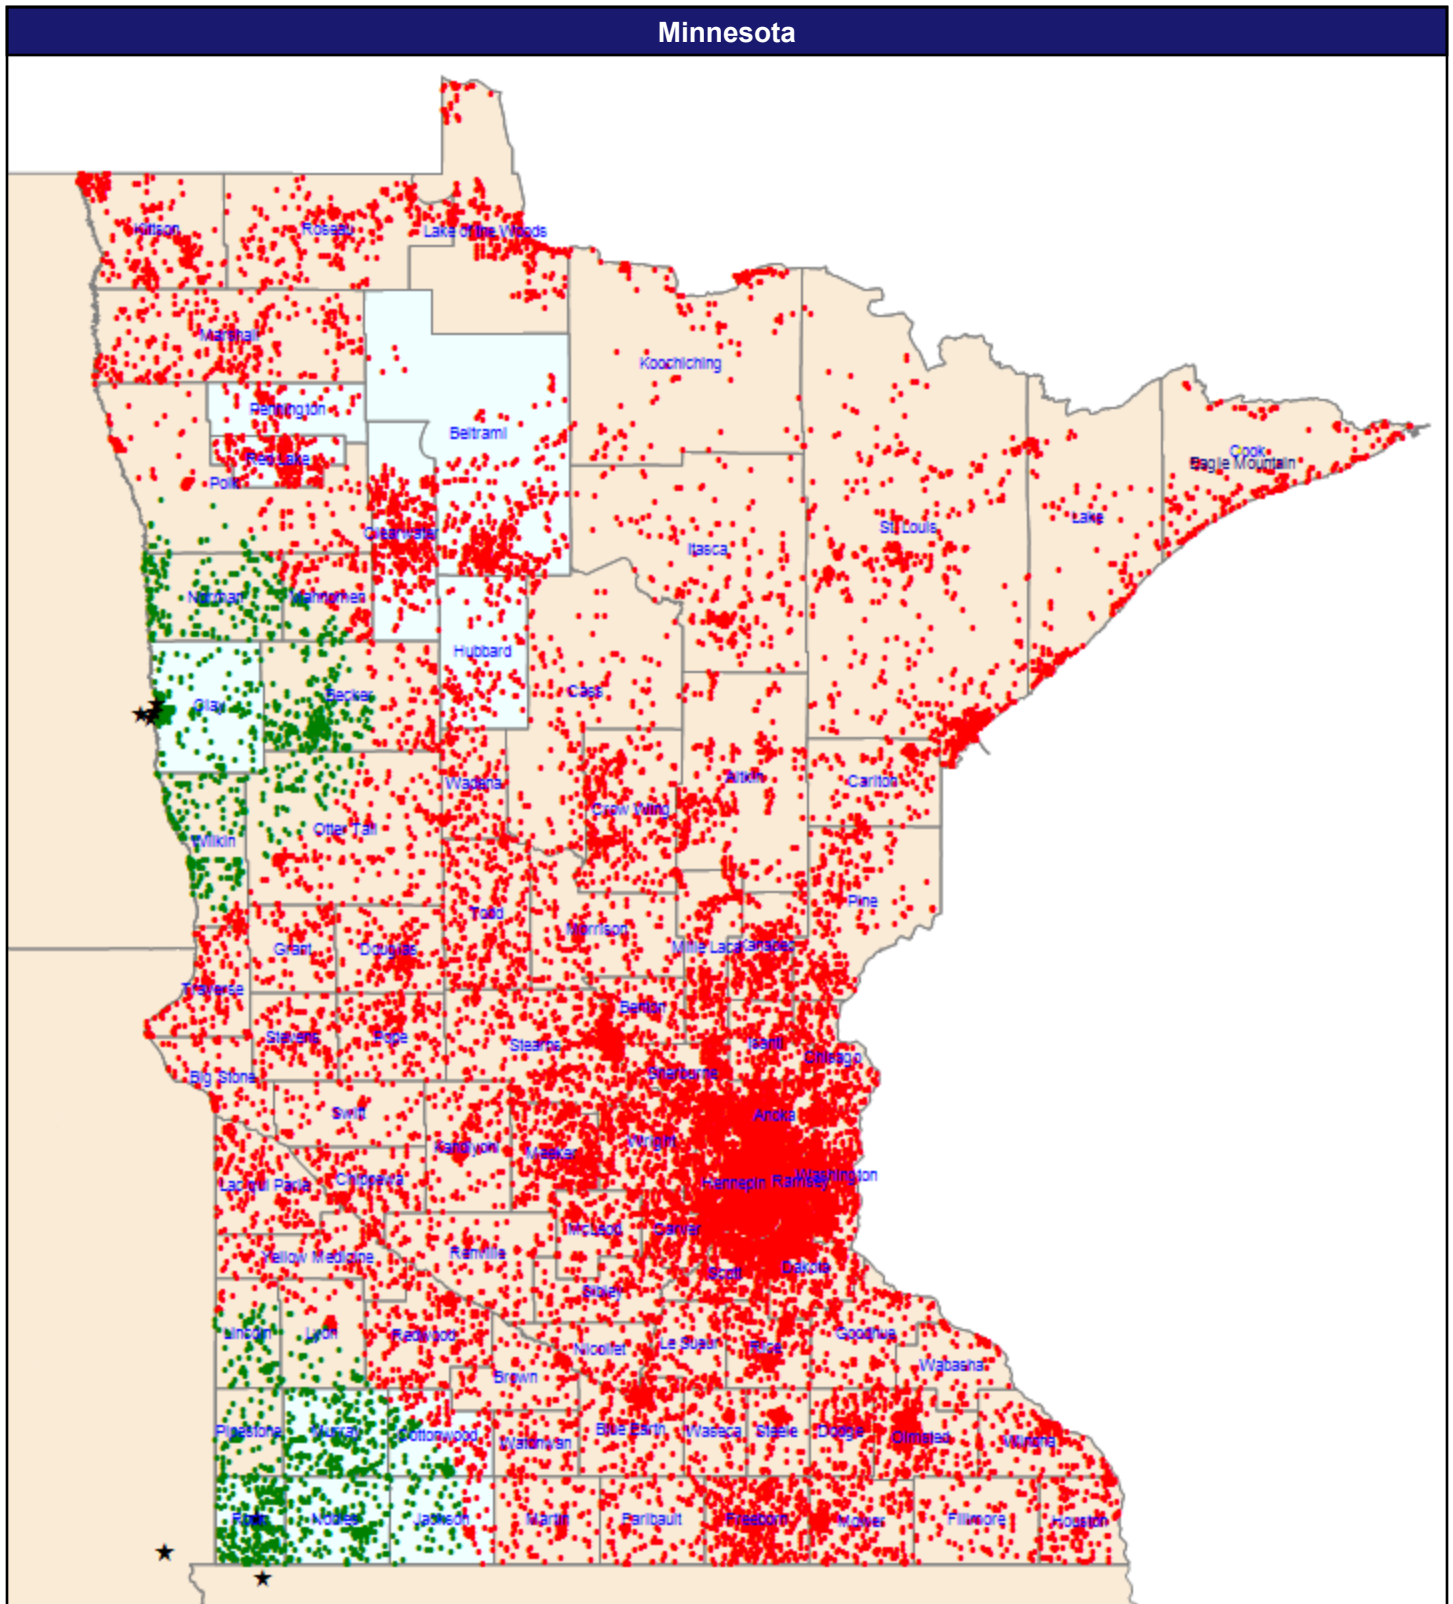 Minnesota
Kittson
Roseau
Lake of the Woods
Marshall
Koochiching
Pennington
Beltrami
Red Lake
Polk
Cook
Eagle Mountain
Clearwater
St. Louis
Lake
Itasca
Norman
Mahnomen
Hubbard
Clay
Becker
Cass
Wadena
Aitkin
Carlton
Crow Wing
Otter Tail
Wilkin
Pine
Todd
Morrison
Grant
Douglas
Mille Lacs
Kanabec
Traverse
Benton
Stevens
Pope
Stearns
Isanti
Chisago
Big Stone
Sherburne
Swift
Anoka
Kandiyohi
Meeker
Wright
Lac qui Parle
Chippewa
Hennepin
Ramsey
Washington
McLeod
Carver
Yellow Medicine
Renville
Scott
Dakota
Sibley
Lincoln
Lyon
Redwood
Nicollet
Le Sueur
Rice
Goodhue
Wabasha
Brown
Pipestone
Murray
Cottonwood
Watonwan
Blue Earth
Waseca
Steele
Dodge
Olmsted
Winona
Rock
Nobles
Jackson
Martin
Faribault
Freeborn
Mower
Fillmore
Houston